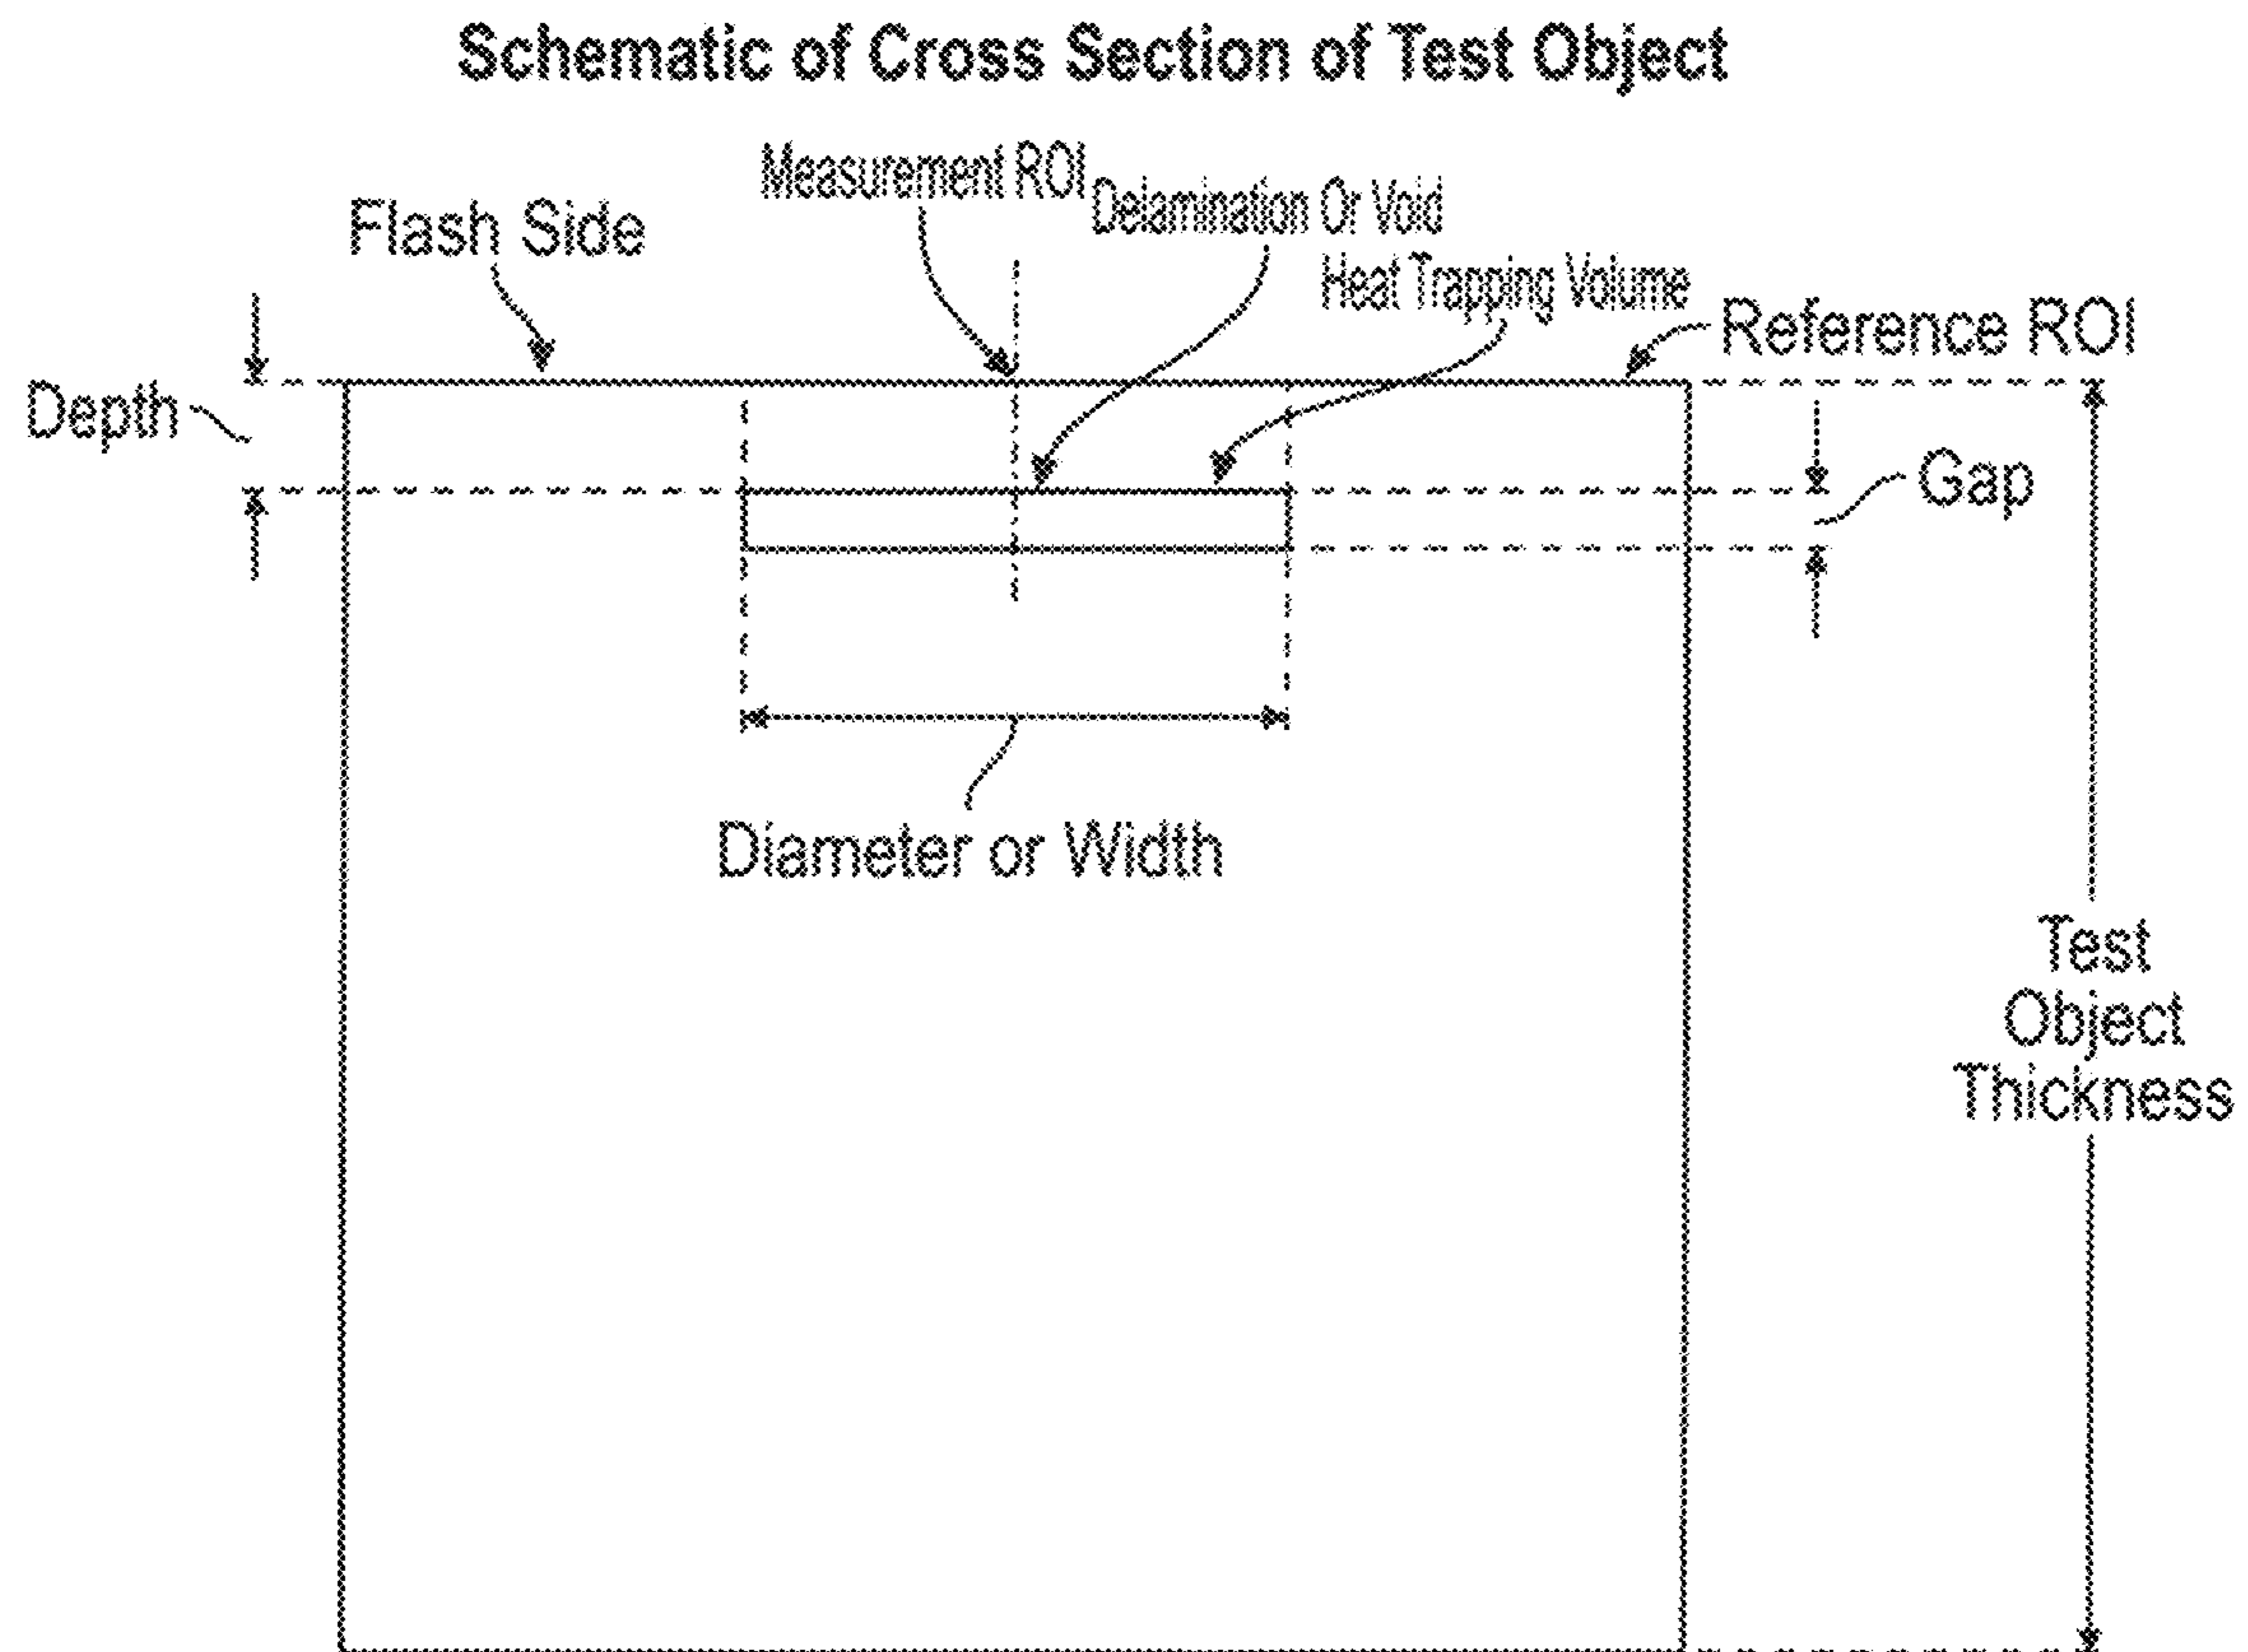 Schematic of Cross Section of Test Object
Measurement ROI
Delamination Or Void
Flash Side
Heat Trapping Volume
Reference ROI
Depth
Gap
Diameter or Width
Test
Object
Thickness